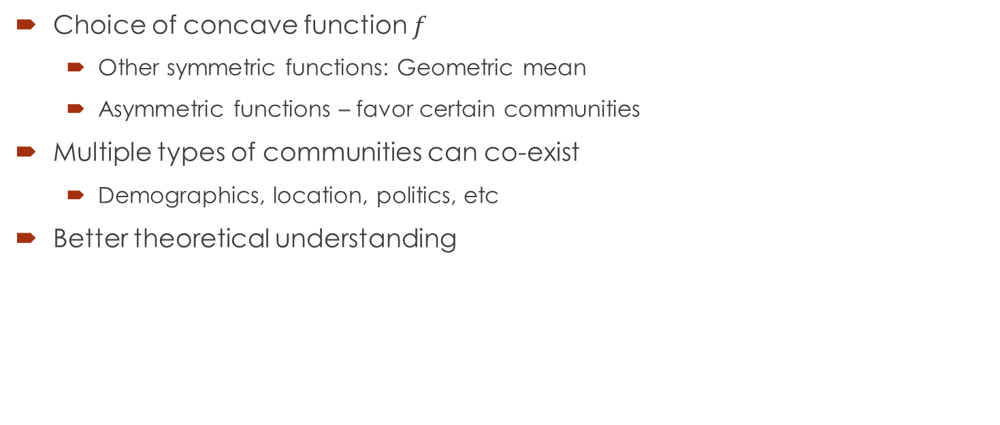 Choice of concave function f
Other symmetric functions: Geometric mean
Asymmetric functions – favor certain communities
Multiple types of communities can co-exist
Demographics, location, politics, etc
Better theoretical understanding